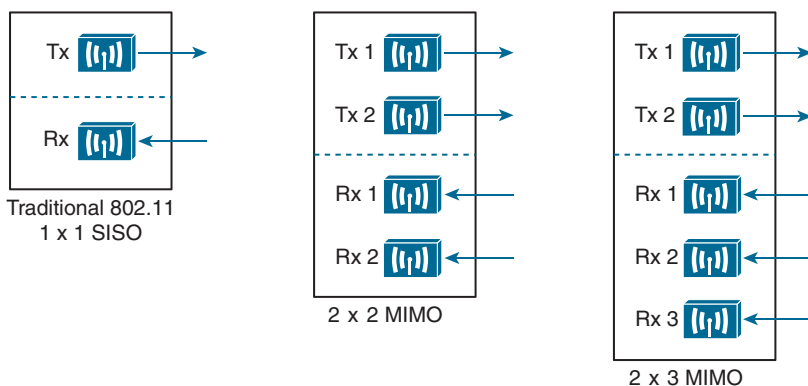 Tx
Rx
Traditional 802.11
1 x 1 SISO
Tx 1
Tx 2
Rx 1
Rx 2
2 x 2 MIMO
Tx 1
Tx 2
Rx 1
Rx 2
Rx 3
2 x 3 MIMO